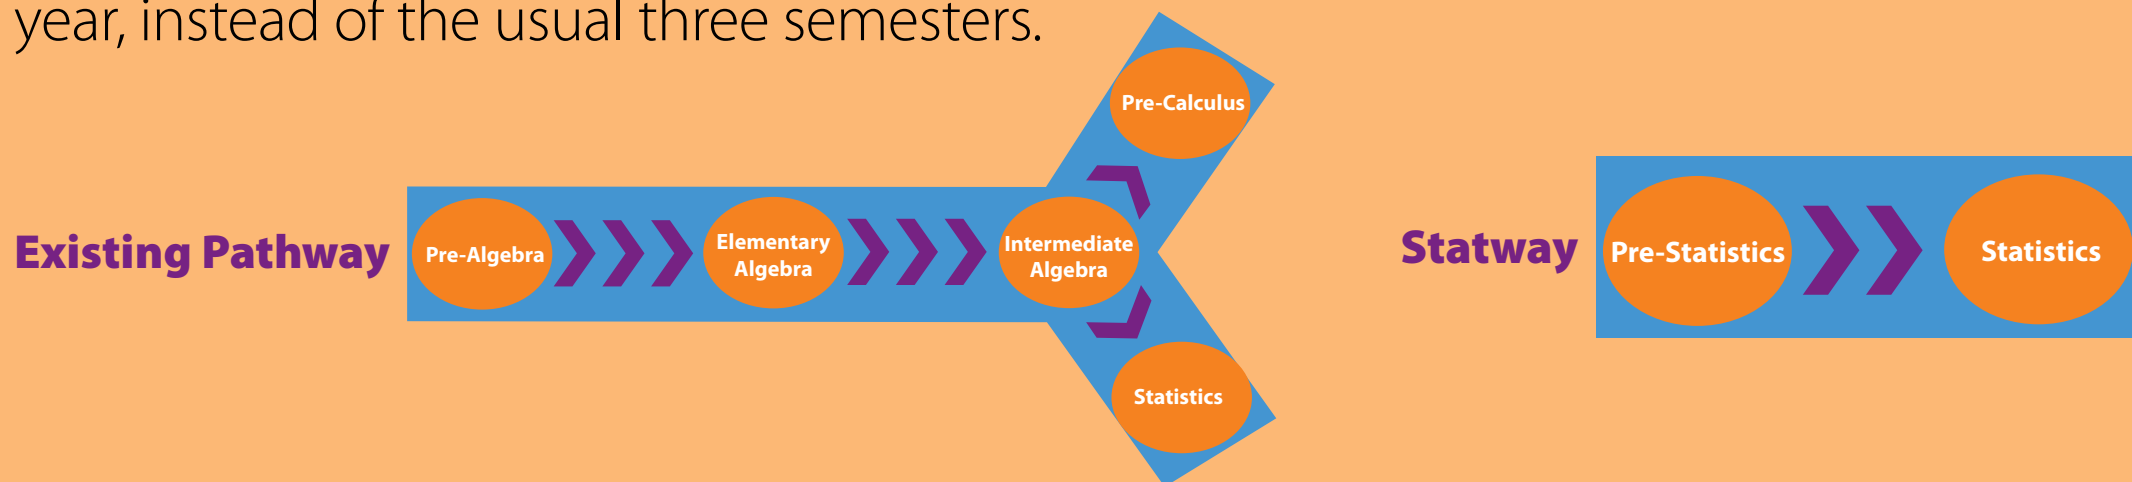 year, instead of the usual three semesters.
Existing Pathway
Pre-Algebra
Elementary
Algebra
Intermediate
Algebra
Pre-Calculus
Statistics
Statway
Pre-Statistics
Statistics